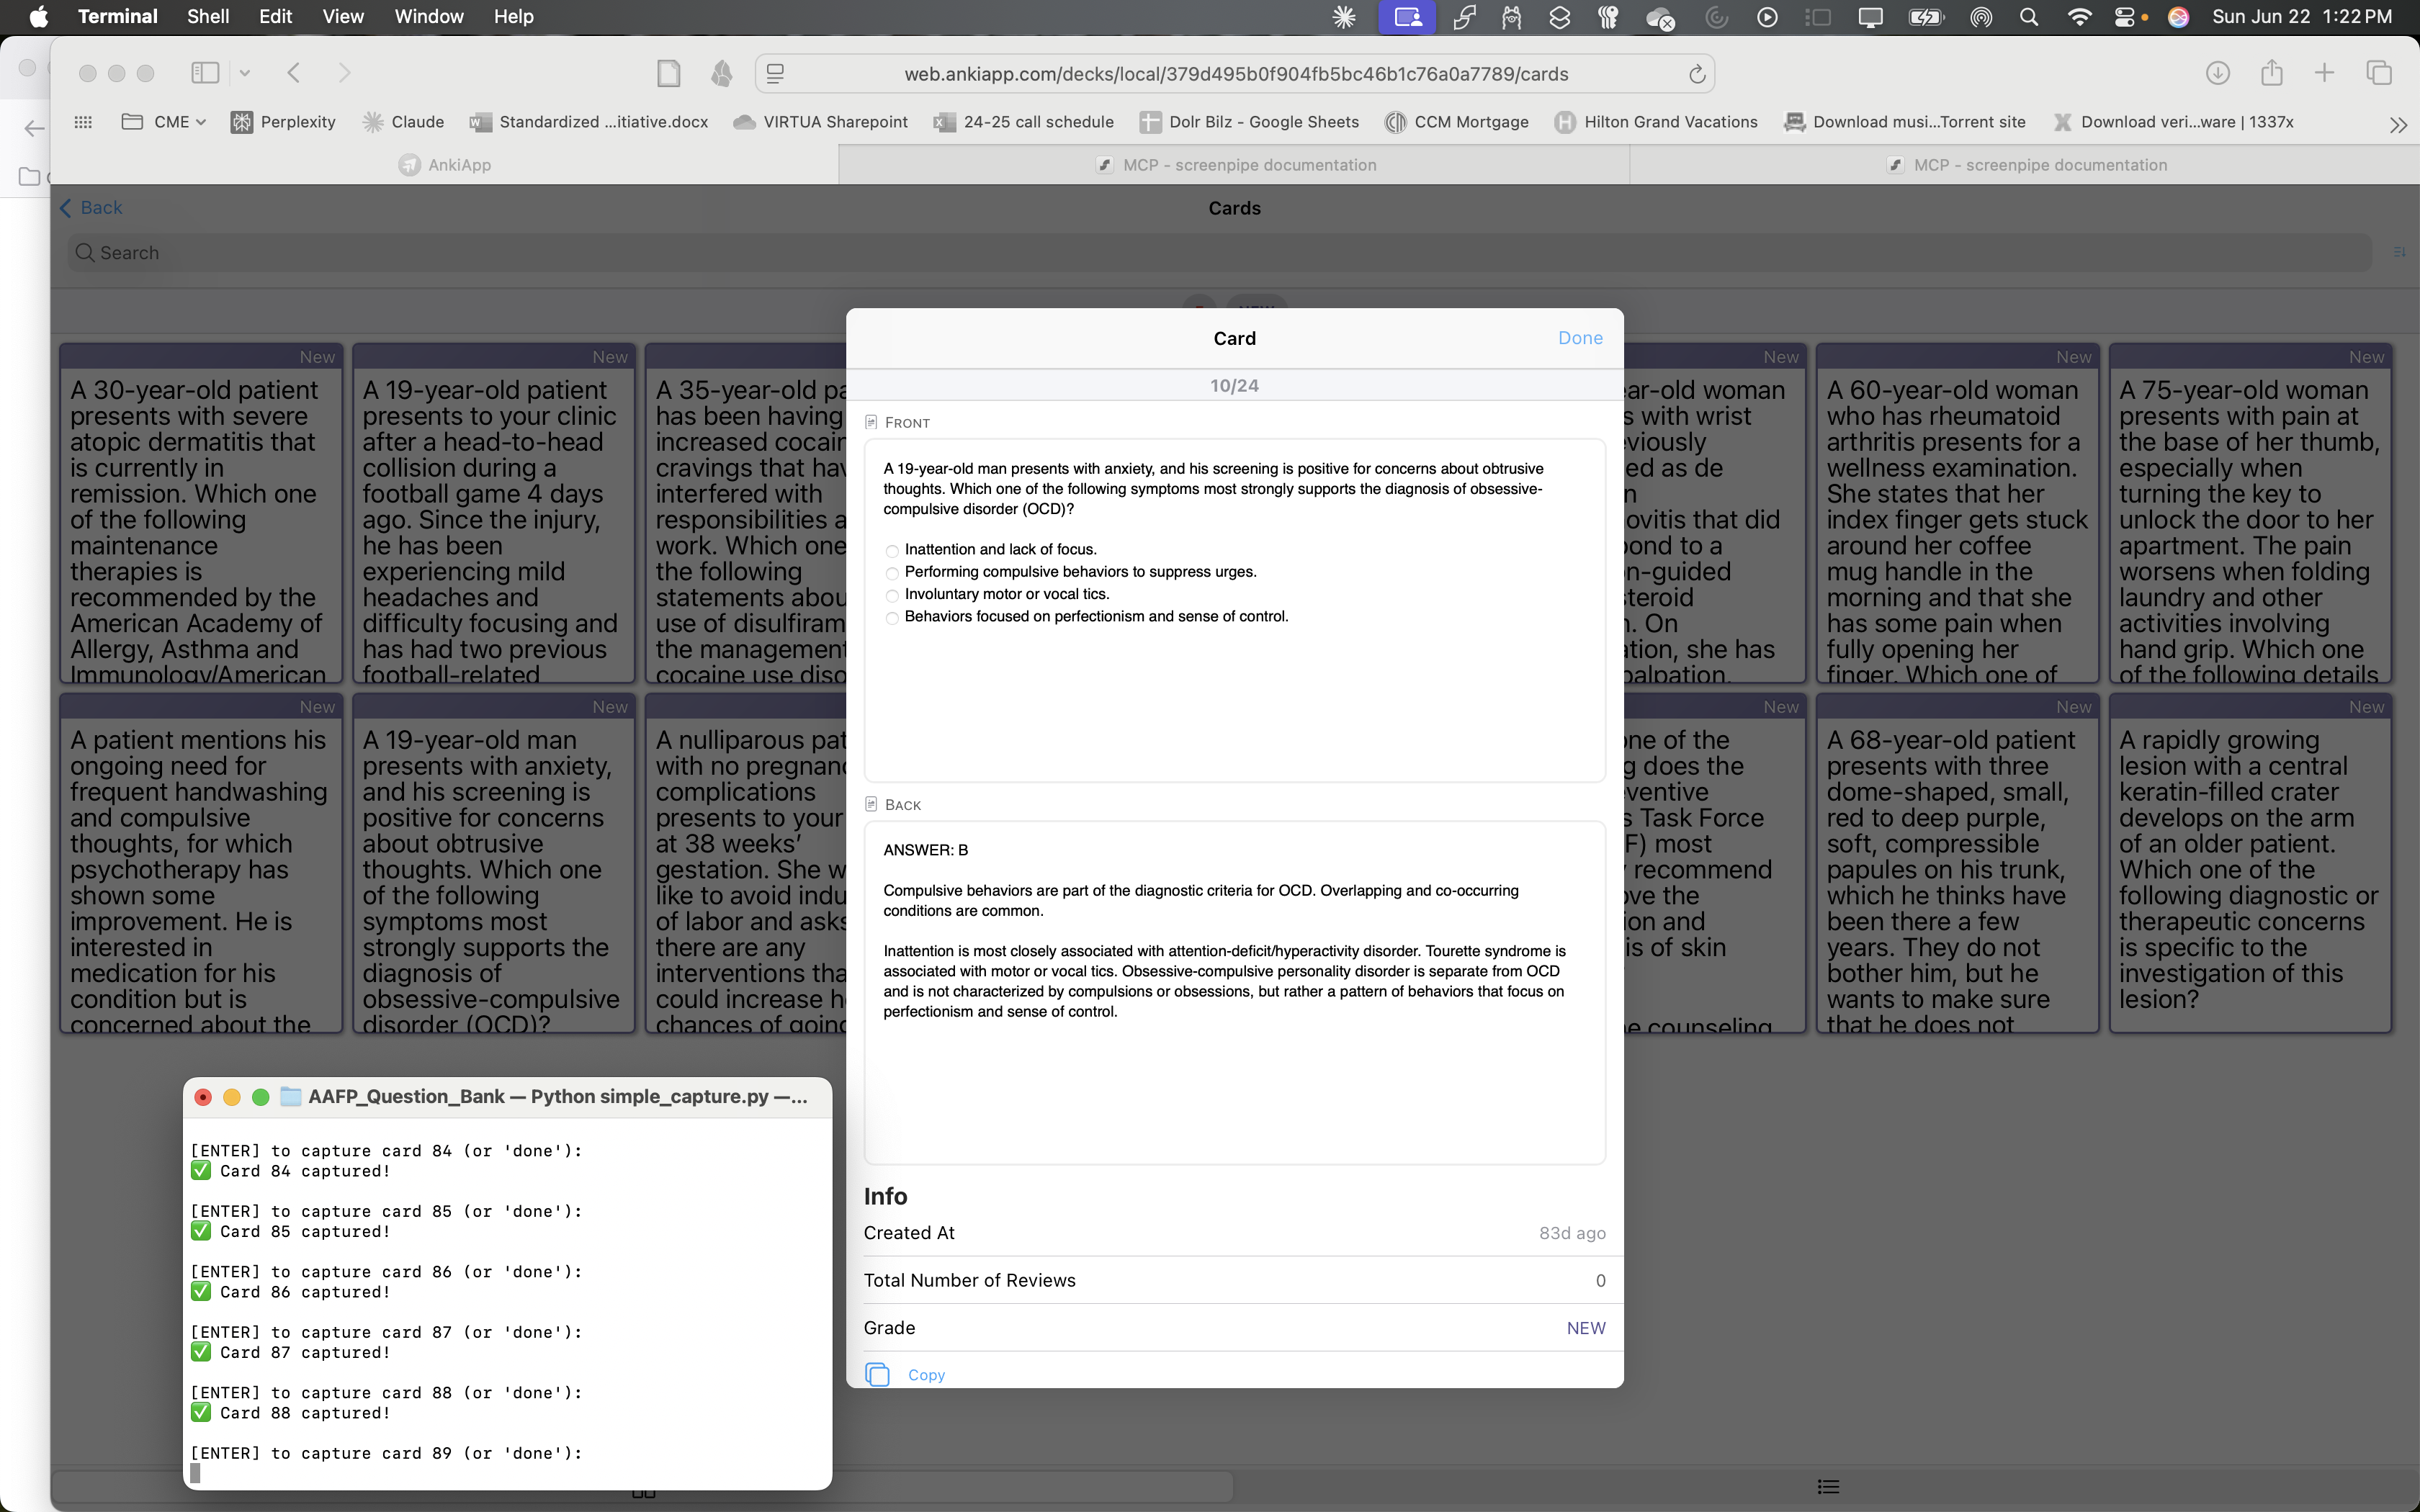 Terminal Shell Edit View Window Help
Sun Jun 22 1:22 PM
web.ankiapp.com/decks/local/379d495b0f904fb5bc46b1c76a0a7789/cards
CME Perplexity Claude Standardized ...itiative.docx VIRTUA Sharepoint 24-25 call schedule Dolr Bilz - Google Sheets CCM Mortgage Hilton Grand Vacations Download musi...Torrent site Download veri...ware | 1337x
AnkiApp
MCP - screenpipe documentation
MCP - screenpipe documentation
Back
Cards
Search
New
A 30-year-old patient
presents with severe
atopic dermatitis that
is currently in
remission. Which one
of the following
maintenance
therapies is
recommended by the
American Academy of
Allergy, Asthma and
Immunology/American
New
A 19-year-old patient
presents to your clinic
after a head-to-head
collision during a
football game 4 days
ago. Since the injury,
he has been
experiencing mild
headaches and
difficulty focusing and
has had two previous
football-related
A 35-year-old pa
has been having
increased cocain
cravings that hav
interfered with
responsibilities a
work. Which one
the following
statements abou
use of disulfiram
the management
cocaine use diso
New
ar-old woman
s with wrist
viously
ed as de
n
ovitis that did
ond to a
n-guided
steroid
n. On
ation, she has
palpation.
New
A 60-year-old woman
who has rheumatoid
arthritis presents for a
wellness examination.
She states that her
index finger gets stuck
around her coffee
mug handle in the
morning and that she
has some pain when
fully opening her
finger. Which one of
New
A 75-year-old woman
presents with pain at
the base of her thumb,
especially when
turning the key to
unlock the door to her
apartment. The pain
worsens when folding
laundry and other
activities involving
hand grip. Which one
of the following details
New
A patient mentions his
ongoing need for
frequent handwashing
and compulsive
thoughts, for which
psychotherapy has
shown some
improvement. He is
interested in
medication for his
condition but is
concerned about the
New
A 19-year-old man
presents with anxiety,
and his screening is
positive for concerns
about obtrusive
thoughts. Which one
of the following
symptoms most
strongly supports the
diagnosis of
obsessive-compulsive
disorder (OCD)?
A nulliparous pat
with no pregnanc
complications
presents to your
at 38 weeks’
gestation. She w
like to avoid indu
of labor and asks
there are any
interventions tha
could increase h
chances of going
New
one of the
g does the
ventive
s Task Force
F) most
recommend
ove the
ion and
is of skin
e counseling
New
A 68-year-old patient
presents with three
dome-shaped, small,
red to deep purple,
soft, compressible
papules on his trunk,
which he thinks have
been there a few
years. They do not
bother him, but he
wants to make sure
that he does not
New
A rapidly growing
lesion with a central
keratin-filled crater
develops on the arm
of an older patient.
Which one of the
following diagnostic or
therapeutic concerns
is specific to the
investigation of this
lesion?
Card
Done
10/24
FRONT
A 19-year-old man presents with anxiety, and his screening is positive for concerns about obtrusive
thoughts. Which one of the following symptoms most strongly supports the diagnosis of obsessive-
compulsive disorder (OCD)?
Inattention and lack of focus.
Performing compulsive behaviors to suppress urges.
Involuntary motor or vocal tics.
Behaviors focused on perfectionism and sense of control.
BACK
ANSWER: B
Compulsive behaviors are part of the diagnostic criteria for OCD. Overlapping and co-occurring
conditions are common.
Inattention is most closely associated with attention-deficit/hyperactivity disorder. Tourette syndrome is
associated with motor or vocal tics. Obsessive-compulsive personality disorder is separate from OCD
and is not characterized by compulsions or obsessions, but rather a pattern of behaviors that focus on
perfectionism and sense of control.
Info
Created At 83d ago
Total Number of Reviews 0
Grade NEW
Copy
AAFP_Question_Bank — Python simple_capture.py —...
[ENTER] to capture card 84 (or 'done'):
✅ Card 84 captured!
[ENTER] to capture card 85 (or 'done'):
✅ Card 85 captured!
[ENTER] to capture card 86 (or 'done'):
✅ Card 86 captured!
[ENTER] to capture card 87 (or 'done'):
✅ Card 87 captured!
[ENTER] to capture card 88 (or 'done'):
✅ Card 88 captured!
[ENTER] to capture card 89 (or 'done'):